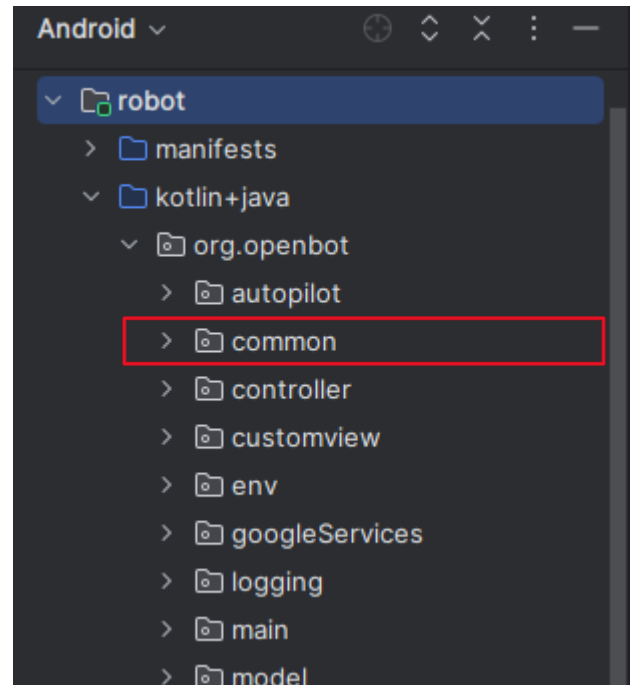 Android
robot
manifests
kotlin+java
org.openbot
autopilot
common
controller
customview
env
googleServices
logging
main
model